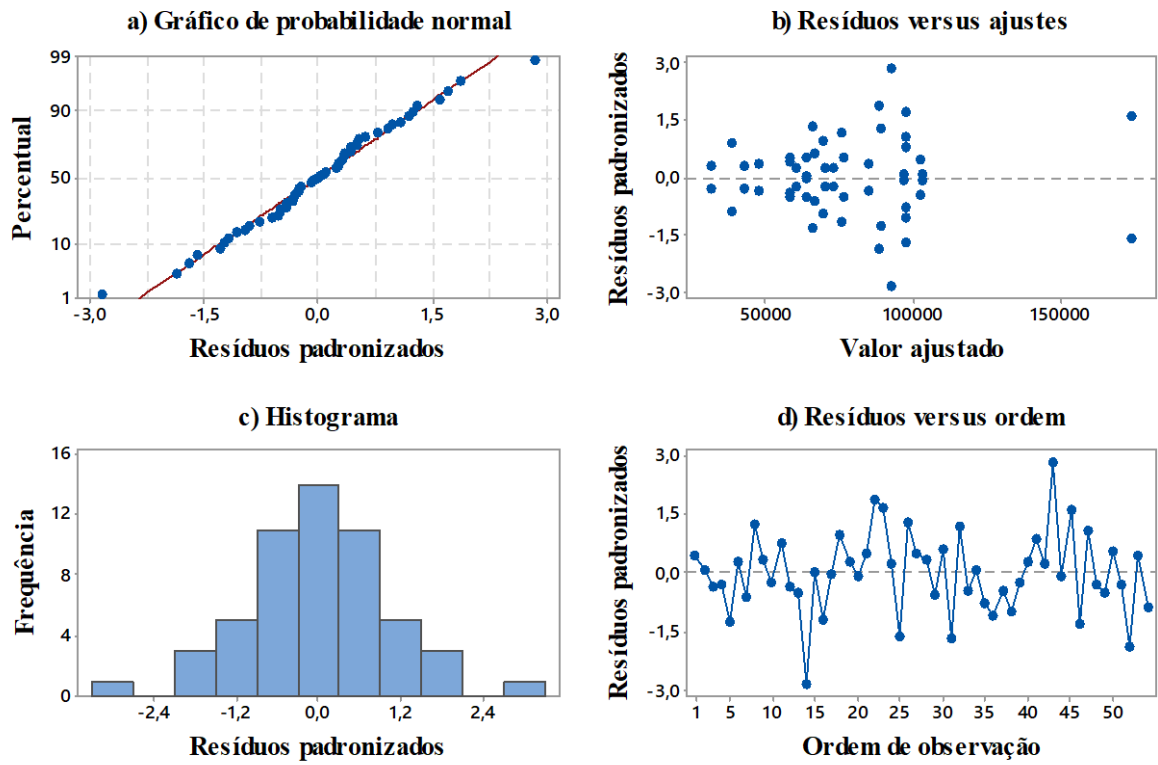 a) Gráfico de probabilidade normal
Percentual
99
90
50
10
1
-3,0 -1,5 0,0 1,5 3,0
Resíduos padronizados
b) Resíduos versus ajustes
Resíduos padronizados
3,0
1,5
0,0
-1,5
-3,0
50000 100000 150000
Valor ajustado
c) Histograma
Frequência
16
12
8
4
0
-2,4 -1,2 0,0 1,2 2,4
Resíduos padronizados
d) Resíduos versus ordem
Resíduos padronizados
3,0
1,5
0,0
-1,5
-3,0
1 5 10 15 20 25 30 35 40 45 50
Ordem de observação